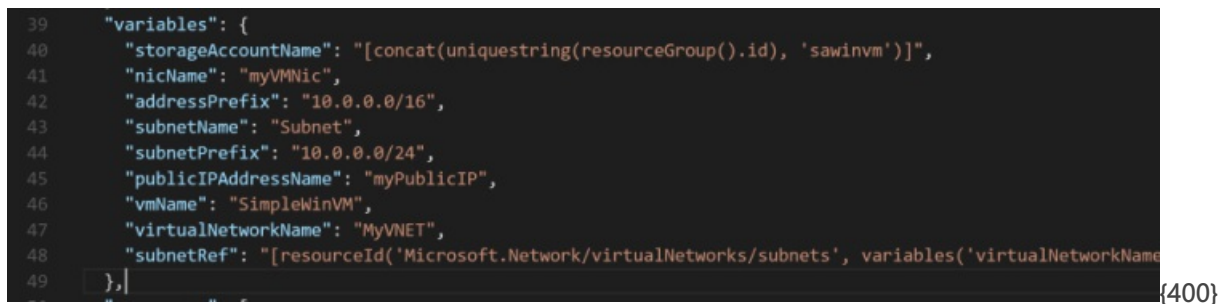 39 "variables": {
40 "storageAccountName": "[concat(uniquestring(resourceGroup().id), 'sawinvm')]",
41 "nicName": "myVMNic",
42 "addressPrefix": "10.0.0.0/16",
43 "subnetName": "Subnet",
44 "subnetPrefix": "10.0.0.0/24",
45 "publicIPAddressName": "myPublicIP",
46 "vmName": "SimpleWinVM",
47 "virtualNetworkName": "MyVNET",
48 "subnetRef": "[resourceId('Microsoft.Network/virtualNetworks/subnets', variables('virtualNetworkName
49 },
{400}